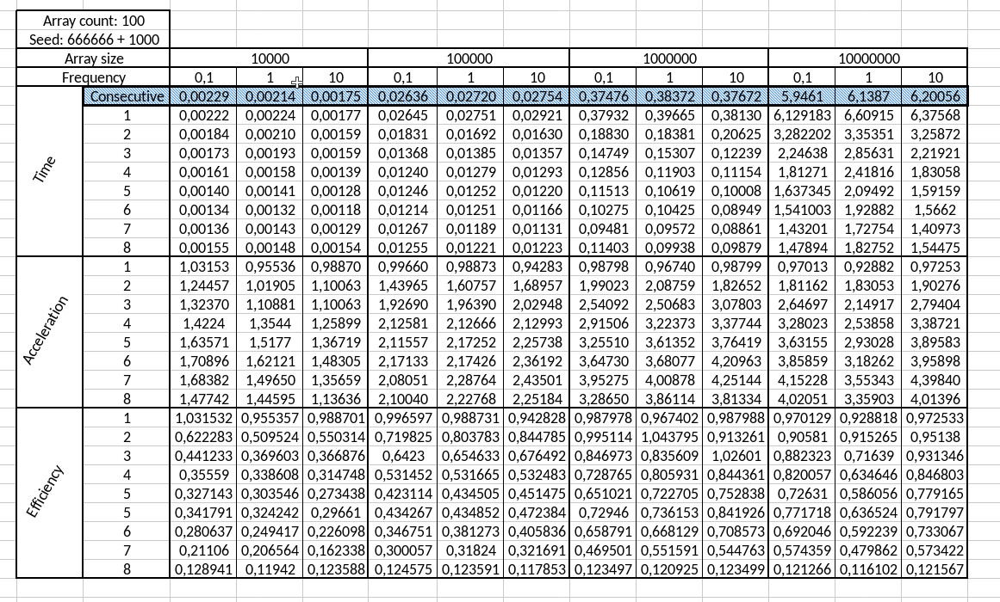 Array count: 100
Seed: 666666 + 1000
Array size 10000 100000 1000000 10000000
Frequency 0,1 1 10 0,1 1 10 0,1 1 10 0,1 1 10
Time
Consecutive 0,00229 0,00214 0,00175 0,02636 0,02720 0,02754 0,37476 0,38372 0,37672 5,9461 6,1387 6,20056
1 0,00222 0,00224 0,00177 0,02645 0,02751 0,02921 0,37932 0,39665 0,38130 6,129183 6,60915 6,37568
2 0,00184 0,00210 0,00159 0,01831 0,01692 0,01630 0,18830 0,18381 0,20625 3,282202 3,35351 3,25872
3 0,00173 0,00193 0,00159 0,01368 0,01385 0,01357 0,14749 0,15307 0,12239 2,24638 2,85631 2,21921
4 0,00161 0,00158 0,00139 0,01240 0,01279 0,01293 0,12856 0,11903 0,11154 1,81271 2,41816 1,83058
5 0,00140 0,00141 0,00128 0,01246 0,01252 0,01220 0,11513 0,10619 0,10008 1,637345 2,09492 1,59159
6 0,00134 0,00132 0,00118 0,01214 0,01251 0,01166 0,10275 0,10425 0,08949 1,541003 1,92882 1,5662
7 0,00136 0,00143 0,00129 0,01267 0,01189 0,01131 0,09481 0,09572 0,08861 1,43201 1,72754 1,40973
8 0,00155 0,00148 0,00154 0,01255 0,01221 0,01223 0,11403 0,09938 0,09879 1,47894 1,82752 1,54475
Acceleration
1 1,03153 0,95536 0,98870 0,99660 0,98873 0,94283 0,98798 0,96740 0,98799 0,97013 0,92882 0,97253
2 1,24457 1,01905 1,10063 1,43965 1,60757 1,68957 1,99023 2,08759 1,82652 1,81162 1,83053 1,90276
3 1,32370 1,10881 1,10063 1,92690 1,96390 2,02948 2,54092 2,50683 3,07803 2,64697 2,14917 2,79404
4 1,4224 1,3544 1,25899 2,12581 2,12666 2,12993 2,91506 3,22373 3,37744 3,28023 2,53858 3,38721
5 1,63571 1,5177 1,36719 2,11557 2,17252 2,25738 3,25510 3,61352 3,76419 3,63155 2,93028 3,89583
6 1,70896 1,62121 1,48305 2,17133 2,17426 2,36192 3,64730 3,68077 4,20963 3,85859 3,18262 3,95898
7 1,68382 1,49650 1,35659 2,08051 2,28764 2,43501 3,95275 4,00878 4,25144 4,15228 3,55343 4,39840
8 1,47742 1,44595 1,13636 2,10040 2,22768 2,25184 3,28650 3,86114 3,81334 4,02051 3,35903 4,01396
Efficiency
1 1,031532 0,955357 0,988701 0,996597 0,988731 0,942828 0,987978 0,967402 0,987988 0,970129 0,928818 0,972533
2 0,622283 0,509524 0,550314 0,719825 0,803783 0,844785 0,995114 1,043795 0,913261 0,90581 0,915265 0,95138
3 0,441233 0,369603 0,366876 0,6423 0,654633 0,676492 0,846973 0,835609 1,02601 0,882323 0,71639 0,931346
4 0,35559 0,338608 0,314748 0,531452 0,531665 0,532483 0,728765 0,805931 0,844361 0,820057 0,634646 0,846803
5 0,327143 0,303546 0,273438 0,423114 0,434505 0,451475 0,651021 0,722705 0,752838 0,72631 0,586056 0,779165
5 0,341791 0,324242 0,29661 0,434267 0,434852 0,472384 0,72946 0,736153 0,841926 0,771718 0,636524 0,791797
6 0,280637 0,249417 0,226098 0,346751 0,381273 0,405836 0,658791 0,668129 0,708573 0,692046 0,592239 0,733067
7 0,21106 0,206564 0,162338 0,300057 0,31824 0,321691 0,469501 0,551591 0,544763 0,574359 0,479862 0,573422
8 0,128941 0,11942 0,123588 0,124575 0,123591 0,117853 0,123497 0,120925 0,123499 0,121266 0,116102 0,121567